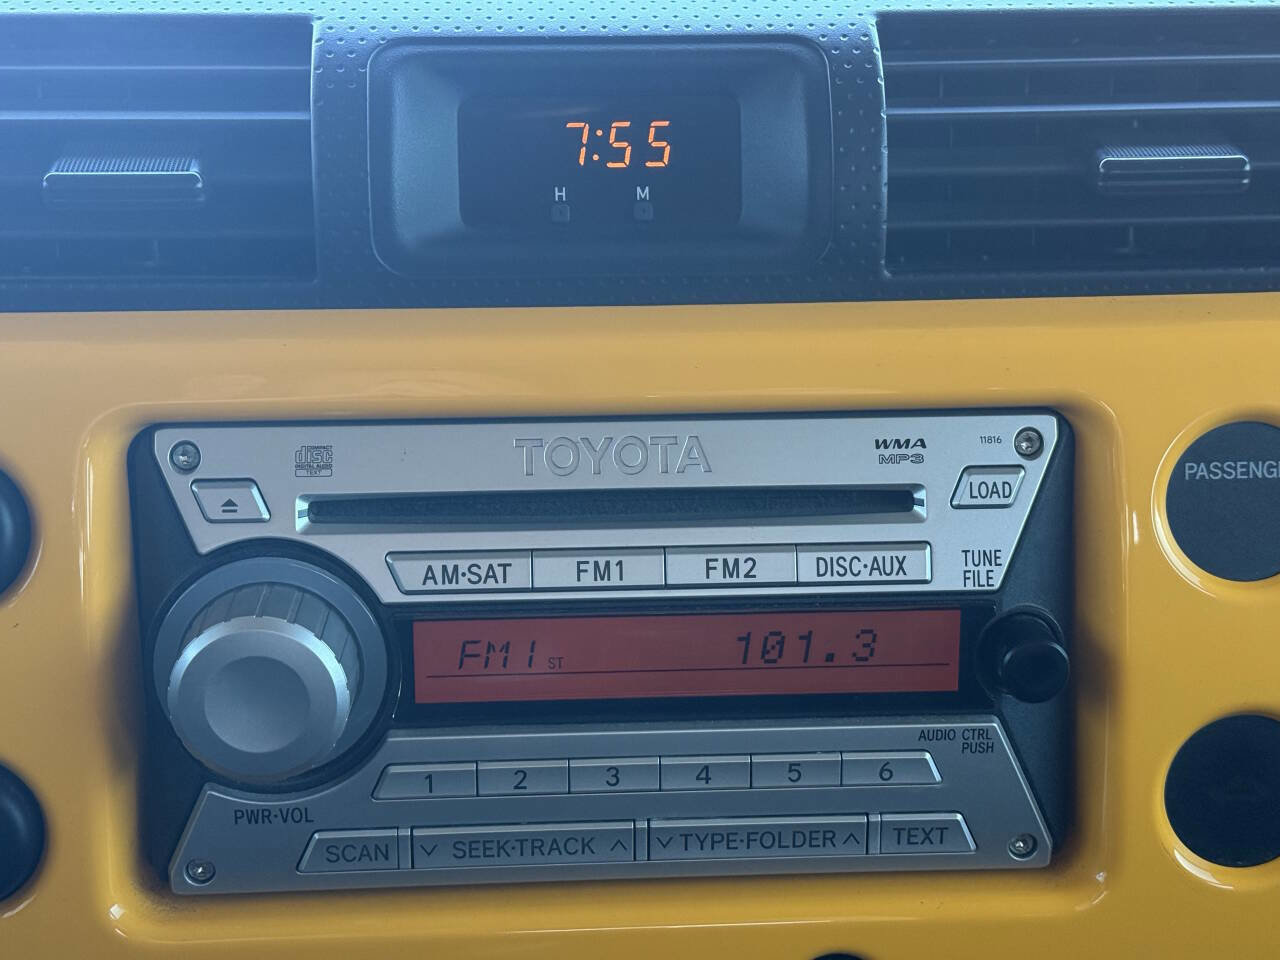 7:55
H M
COMPACT
disc
DIGITAL AUDIO
TEXT
TOYOTA
WMA
MP3
11816
LOAD
PASSENG
AM·SAT FM1 FM2 DISC·AUX
TUNE
FILE
FM1 ST 101.3
AUDIO CTRL
PUSH
1 2 3 4 5 6
PWR·VOL
SCAN SEEK·TRACK TYPE·FOLDER TEXT